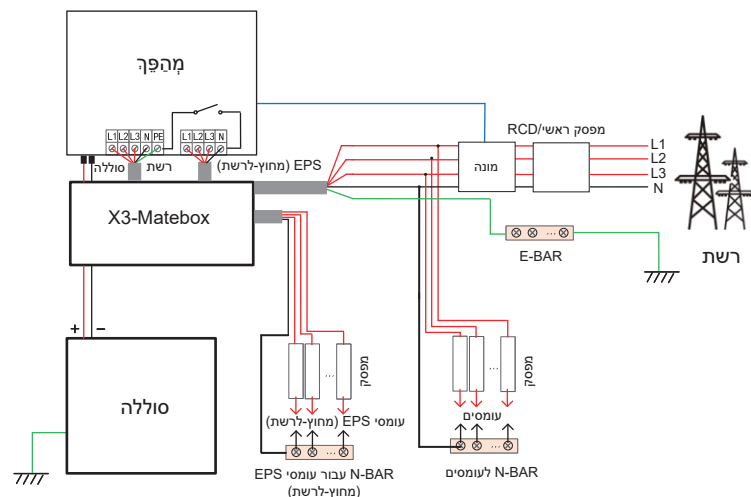 מְהַפֵּךְ
L1 L2 L3 N PE
L1 L2 L3 N
סוללה
רשת
EPS (מחוץ-לרשת)
X3-Matebox
+ −
סוללה
מפסק ראשי/RCD
מונה
L1
L2
L3
N
רשת
...
E-BAR
...
מפסק
עומסי EPS (מחוץ-לרשת)
...
N-BAR עבור עומסי EPS
(מחוץ-לרשת)
...
מפסק
עומסים
...
N-BAR לעומסים